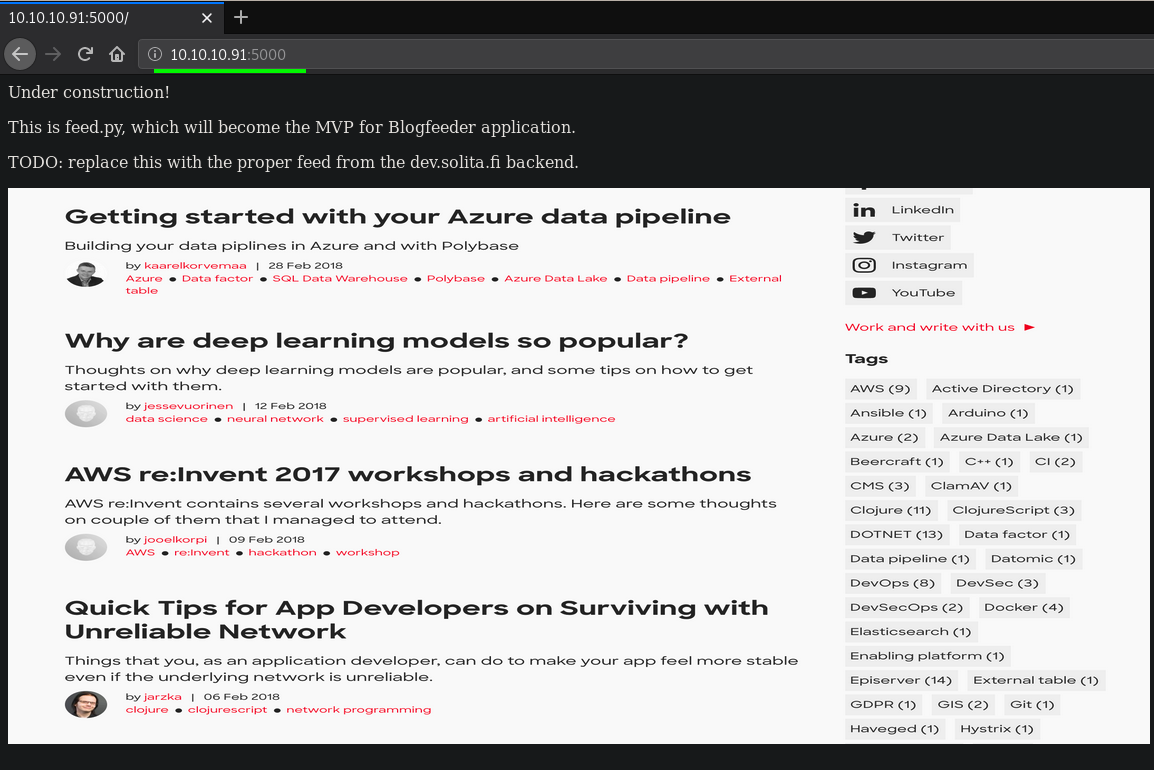 10.10.10.91:5000/
10.10.10.91:5000
Under construction!
This is feed.py, which will become the MVP for Blogfeeder application.
TODO: replace this with the proper feed from the dev.solita.fi backend.
Getting started with your Azure data pipeline
Building your data piplines in Azure and with Polybase
by kaarelkorvemaa | 28 Feb 2018
Azure ● Data factor ● SQL Data Warehouse ● Polybase ● Azure Data Lake ● Data pipeline ● External
table
Why are deep learning models so popular?
Thoughts on why deep learning models are popular, and some tips on how to get
started with them.
by jessevuorinen | 12 Feb 2018
data science ● neural network ● supervised learning ● artificial intelligence
AWS re:Invent 2017 workshops and hackathons
AWS re:Invent contains several workshops and hackathons. Here are some thoughts
on couple of them that I managed to attend.
by jooelkorpi | 09 Feb 2018
AWS ● re:Invent ● hackathon ● workshop
Quick Tips for App Developers on Surviving with
Unreliable Network
Things that you, as an application developer, can do to make your app feel more stable
even if the underlying network is unreliable.
by jarzka | 06 Feb 2018
clojure ● clojurescript ● network programming
LinkedIn
Twitter
Instagram
YouTube
Work and write with us ►
Tags
AWS (9) Active Directory (1)
Ansible (1) Arduino (1)
Azure (2) Azure Data Lake (1)
Beercraft (1) C++ (1) CI (2)
CMS (3) ClamAV (1)
Clojure (11) ClojureScript (3)
DOTNET (13) Data factor (1)
Data pipeline (1) Datomic (1)
DevOps (8) DevSec (3)
DevSecOps (2) Docker (4)
Elasticsearch (1)
Enabling platform (1)
Episerver (14) External table (1)
GDPR (1) GIS (2) Git (1)
Haveged (1) Hystrix (1)